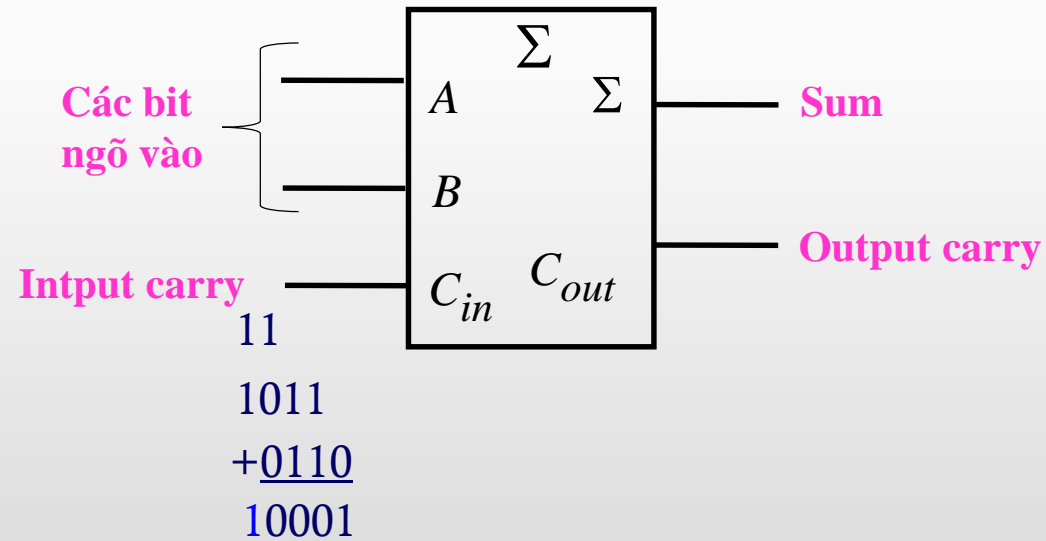 Σ
Các bit
ngõ vào
A
Σ
Sum
B
Output carry
Intput carry
C_in
C_out
11
1011
+0110
10001